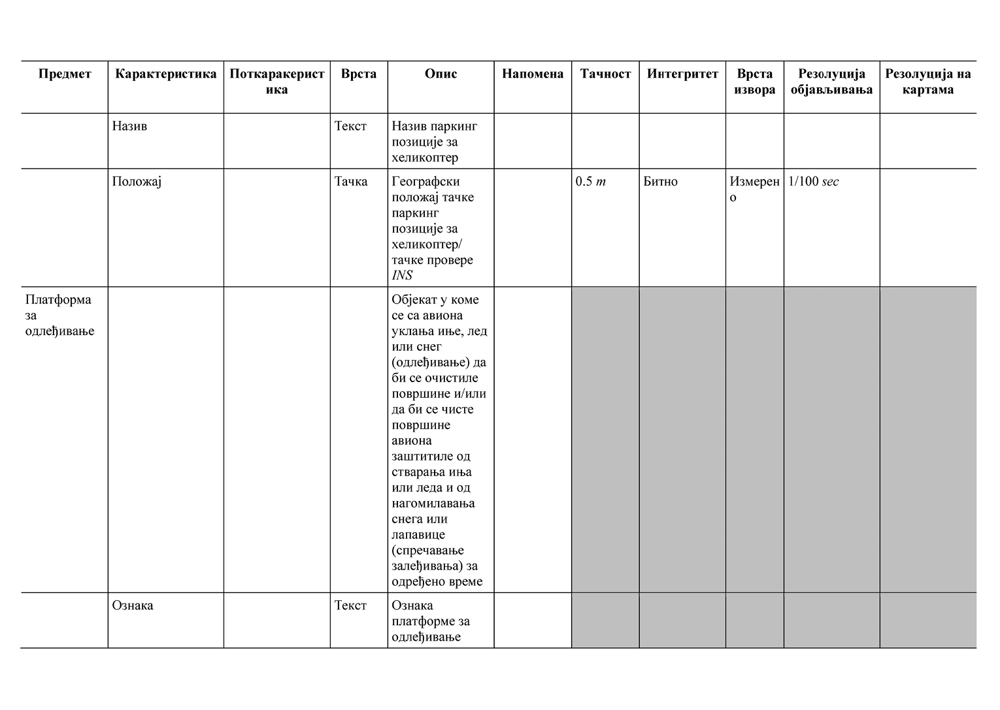 Предмет
Карактеристика
Поткаракерист
ика
Врста
Опис
Напомена
Тачност
Интегритет
Врста
извора
Резолуција
објављивања
Резолуција на
картама
Назив
Текст
Назив паркинг
позиције за
хеликоптер
Положај
Тачка
Географски
положај тачке
паркинг
позиције за
хеликоптер/
тачке провере
INS
0.5 m
Битно
Измерен
о
1/100 sec
Платформа
за
одлеђивање
Објекат у коме
се са авиона
уклања иње, лед
или снег
(одлеђивање) да
би се очистиле
површине и/или
да би се чисте
површине
авиона
заштитиле од
стварања иња
или леда и од
нагомилавања
снега или
лапавице
(спречавање
залеђивања) за
одређено време
Ознака
Текст
Ознака
платформе за
одлеђивање